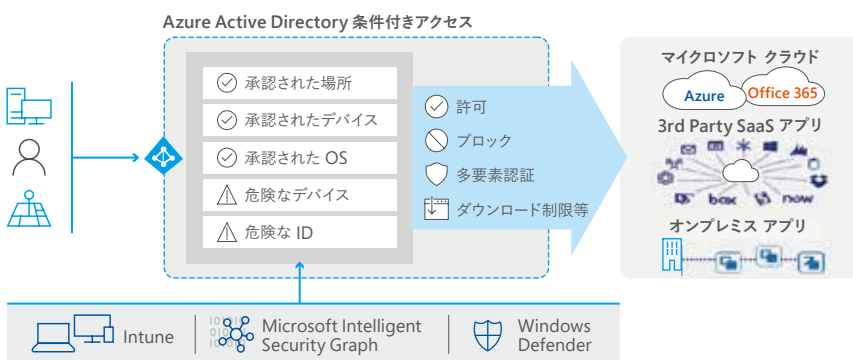 Azure Active Directory 条件付きアクセス
承認された場所
承認されたデバイス
承認された OS
危険なデバイス
危険な ID
許可
ブロック
多要素認証
ダウンロード制限等
マイクロソフト クラウド
Azure
Office 365
3rd Party SaaS アプリ
box
now
オンプレミス アプリ
Intune
Microsoft Intelligent
Security Graph
Windows
Defender